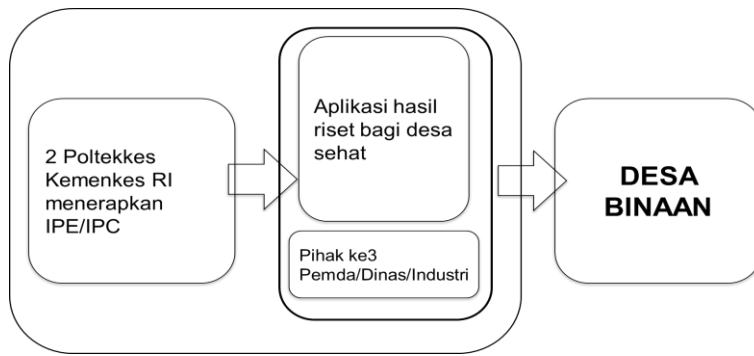 2 Poltekkes
Kemenkes RI
menerapkan
IPE/IPC
Aplikasi hasil
riset bagi desa
sehat
Pihak ke3
Pemda/Dinas/Industri
DESA
BINAAN